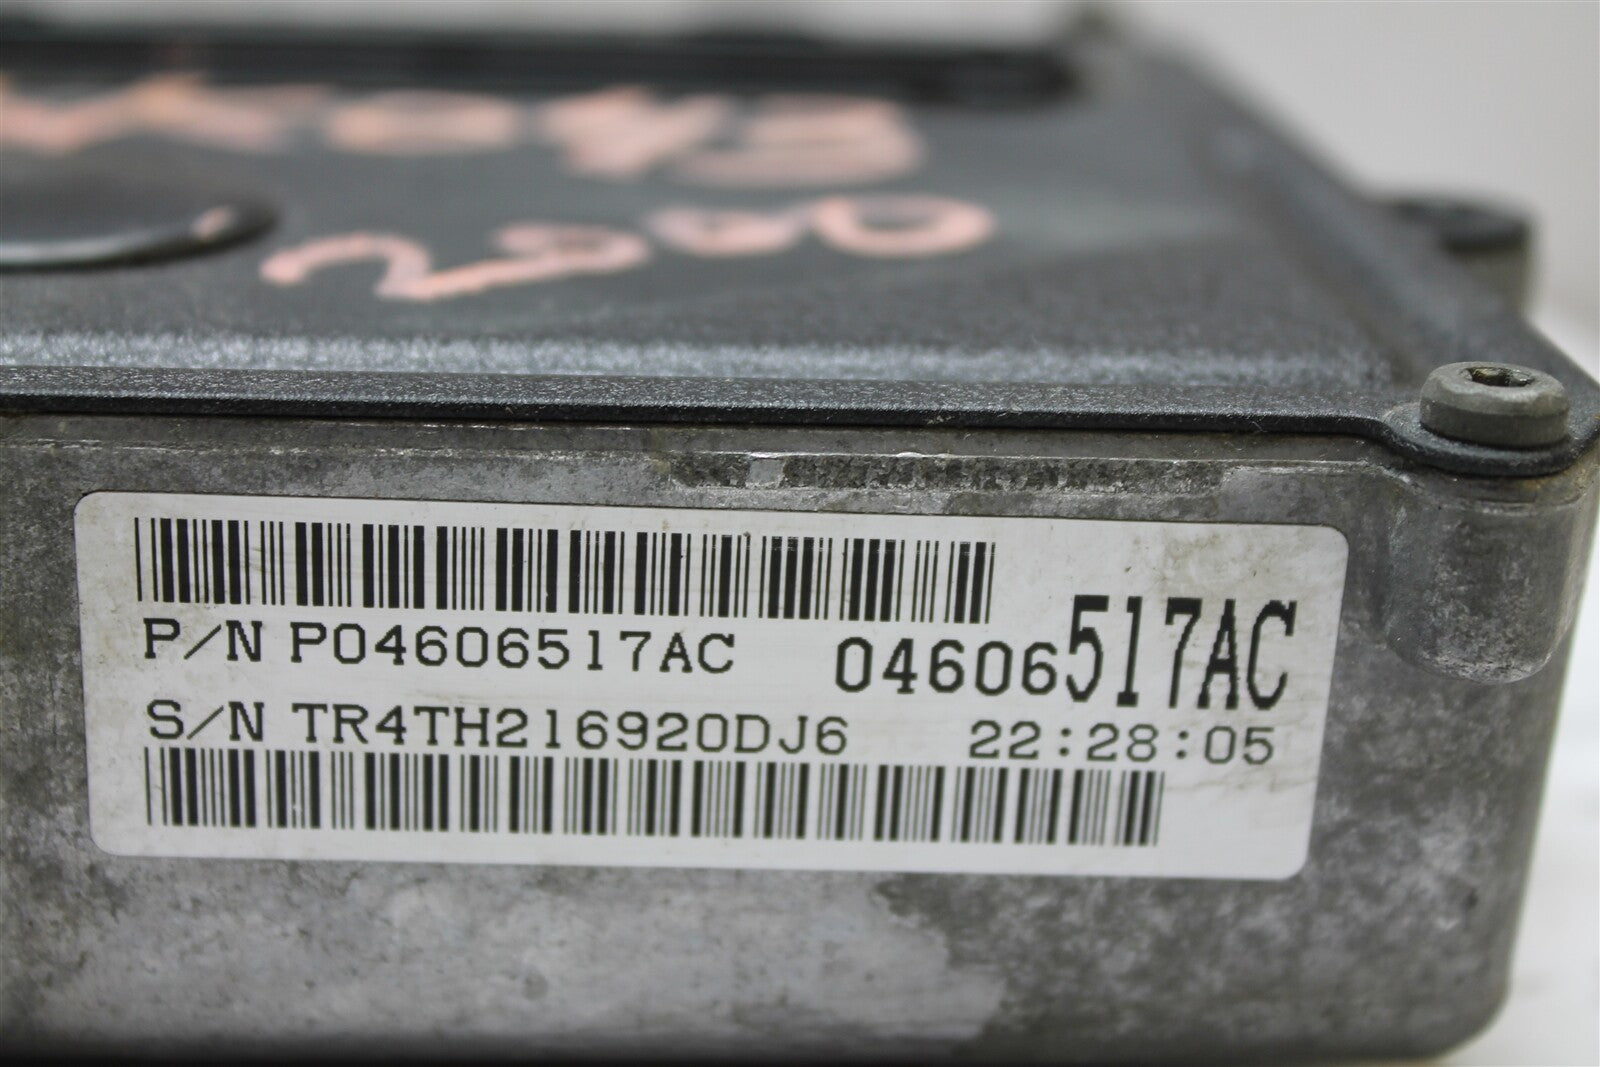 P/N P04606517AC 04606517AC
S/N TR4TH216920DJ6 22:28:05